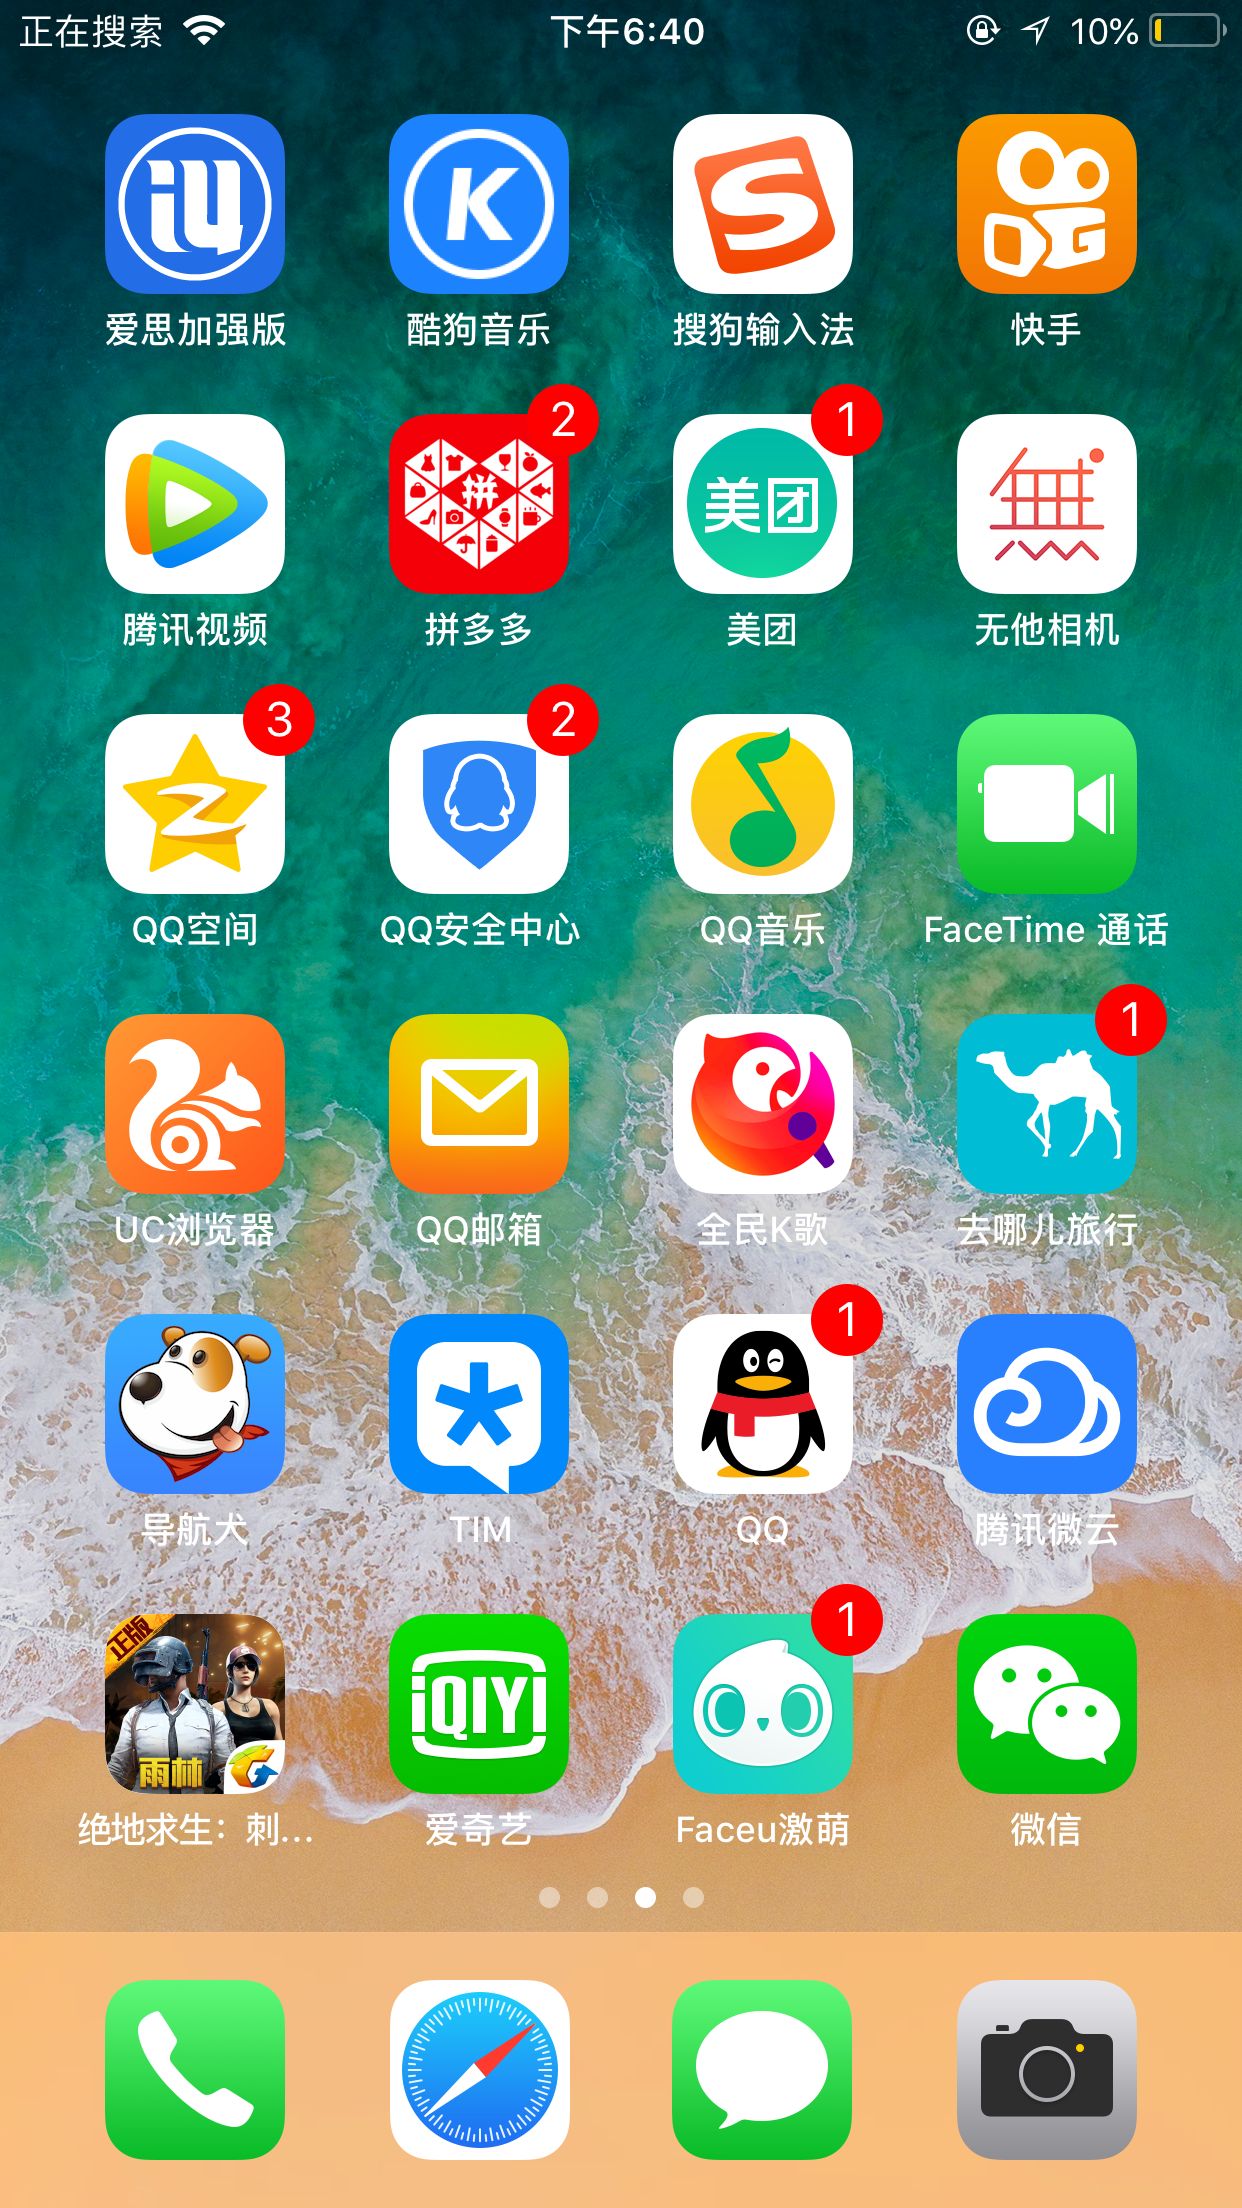 正在搜索 下午6:40 10%
爱思加强版 酷狗音乐 搜狗输入法 快手
2 1
拼 美团 無
腾讯视频 拼多多 美团 无他相机
3 2
QQ空间 QQ安全中心 QQ音乐 FaceTime 通话
1
UC浏览器 QQ邮箱 全民K歌 去哪儿旅行
1
导航犬 TIM QQ 腾讯微云
1
正版
iQIYI
雨林
绝地求生：刺... 爱奇艺 Faceu激萌 微信